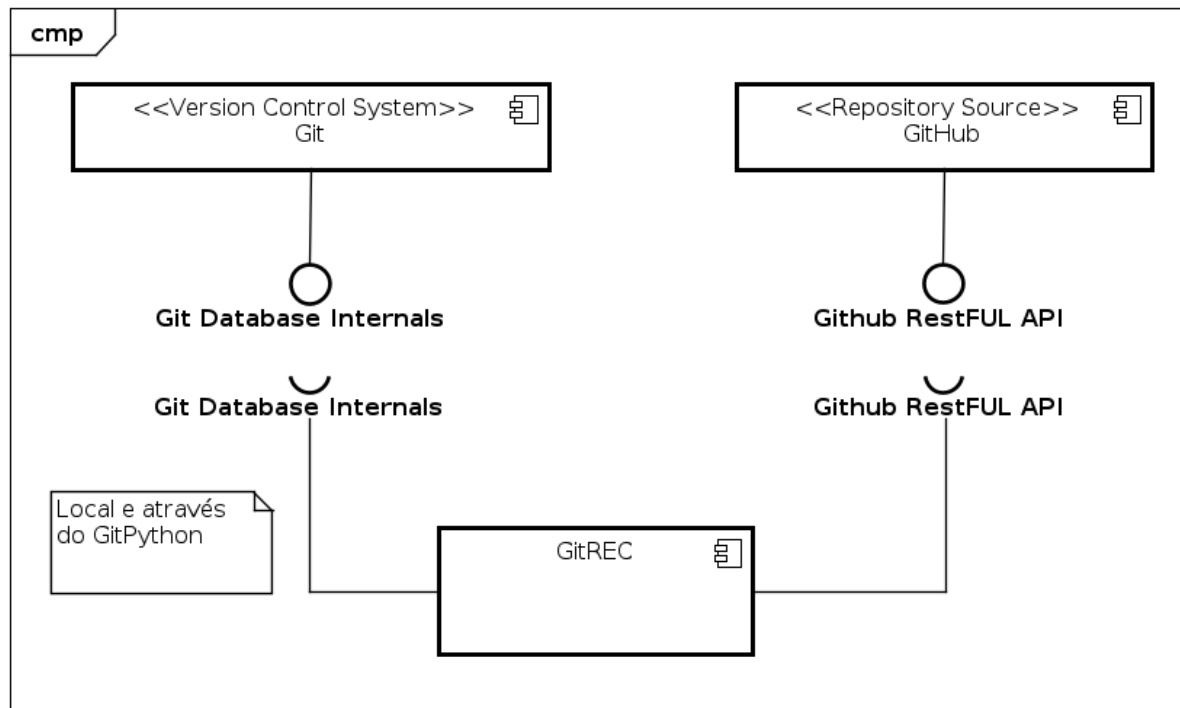 cmp
<<Version Control System>>
Git
<<Repository Source>>
GitHub
Git Database Internals
Github RestFUL API
Git Database Internals
Github RestFUL API
Local e através
do GitPython
GitREC